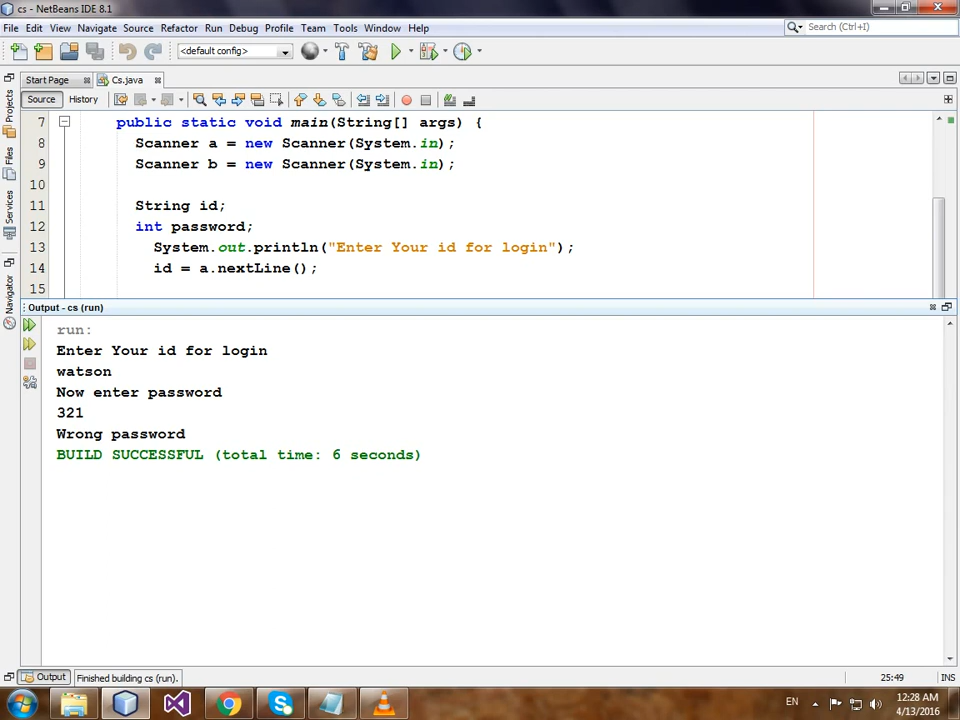 cs - NetBeans IDE 8.1
File Edit View Navigate Source Refactor Run Debug Profile Team Tools Window Help
Search (Ctrl+I)
<default config>
Start Page
Cs.java
Source History
Projects
Files
Services
Navigator
7 public static void main(String[] args) {
8 Scanner a = new Scanner(System.in);
9 Scanner b = new Scanner(System.in);
10
11 String id;
12 int password;
13 System.out.println("Enter Your id for login");
14 id = a.nextLine();
15
Output - cs (run)
run:
Enter Your id for login
watson
Now enter password
321
Wrong password
BUILD SUCCESSFUL (total time: 6 seconds)
Output
Finished building cs (run).
25:49
INS
EN
12:28 AM
4/13/2016